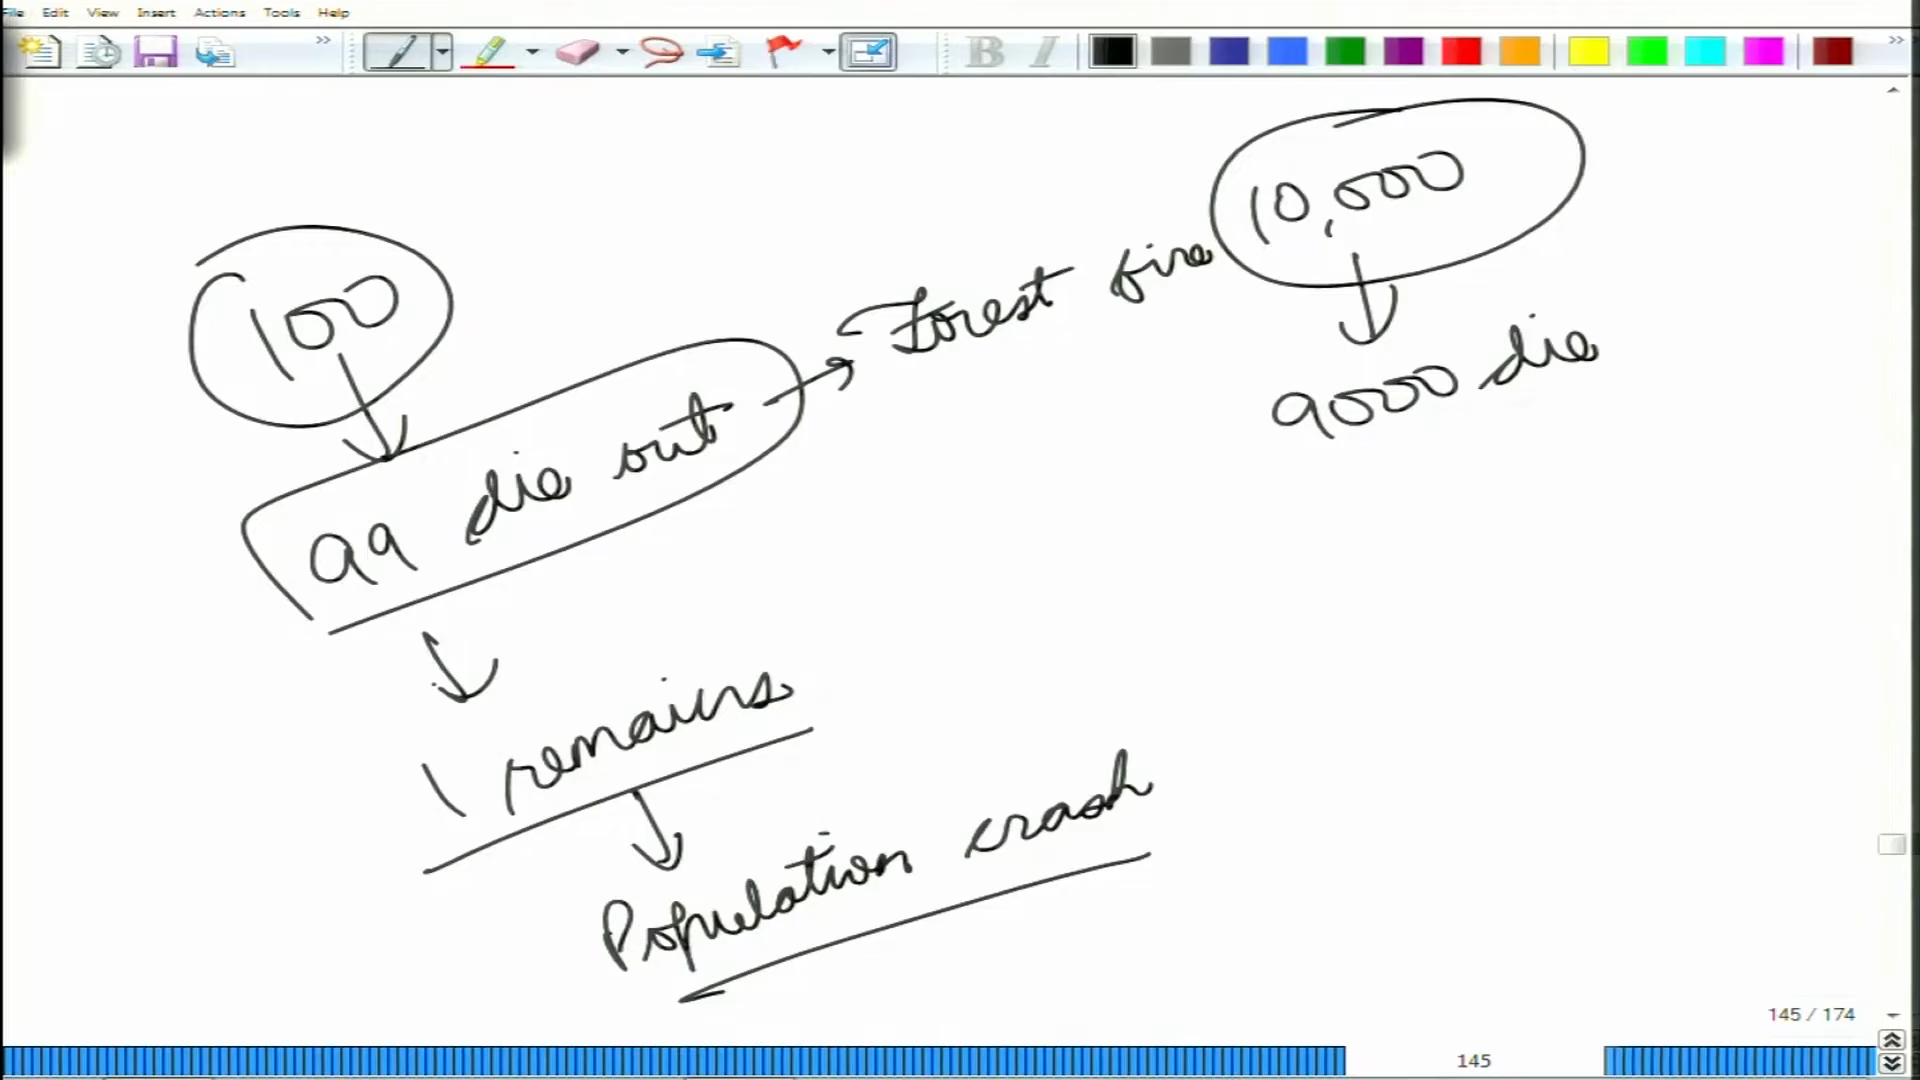 File Edit View Insert Actions Tools Help
B I
10,000
100
Forest fire
9000 die
99 die out
1 remains
Population crash
145 / 174
145